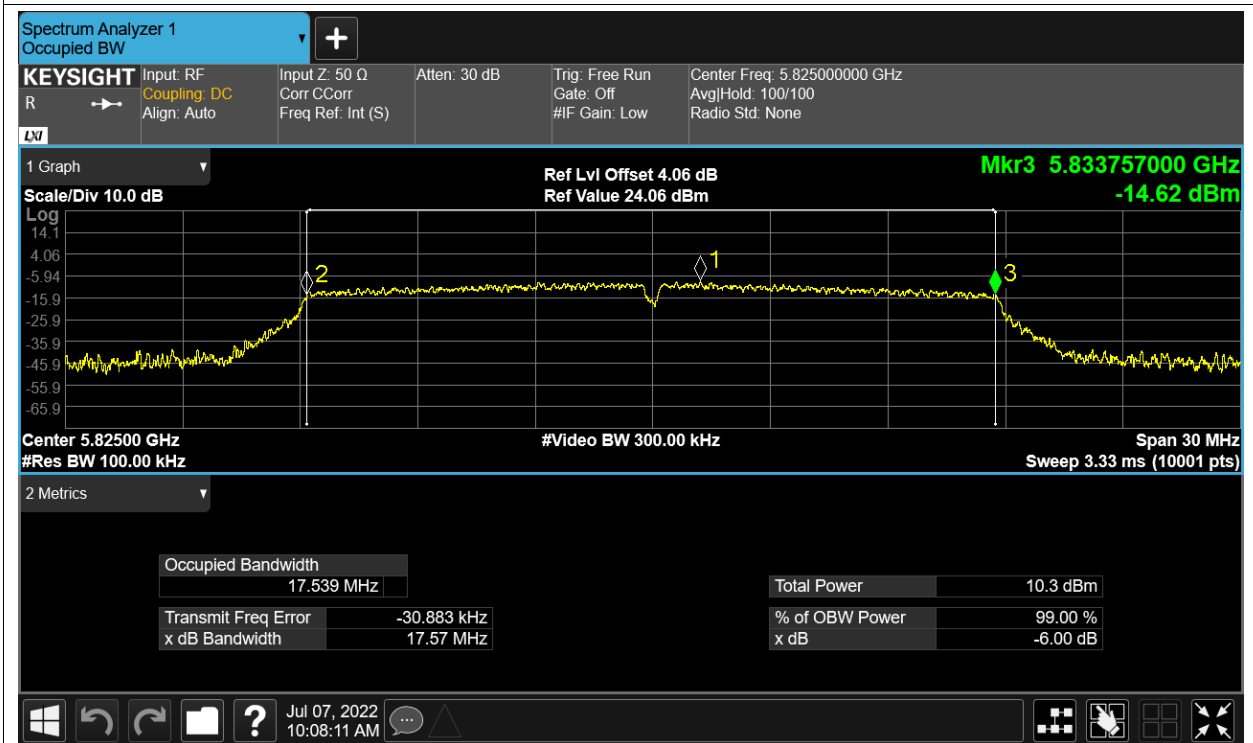 Spectrum Analyzer 1
Occupied BW
KEYSIGHT
R
LXI
Input: RF
Coupling: DC
Align: Auto
Input Z: 50 Ω
Corr CCorr
Freq Ref: Int (S)
Atten: 30 dB
Trig: Free Run
Gate: Off
#IF Gain: Low
Center Freq: 5.825000000 GHz
Avg|Hold: 100/100
Radio Std: None
1 Graph
Scale/Div 10.0 dB
Ref Lvl Offset 4.06 dB
Ref Value 24.06 dBm
Mkr3 5.833757000 GHz
-14.62 dBm
Log
14.1
4.06
-5.94
-15.9
-25.9
-35.9
-45.9
-55.9
-65.9
2
1
3
Center 5.82500 GHz
#Video BW 300.00 kHz
Span 30 MHz
#Res BW 100.00 kHz
Sweep 3.33 ms (10001 pts)
2 Metrics
Occupied Bandwidth
17.539 MHz
Total Power 10.3 dBm
Transmit Freq Error -30.883 kHz
% of OBW Power 99.00 %
x dB Bandwidth 17.57 MHz
x dB -6.00 dB
?
Jul 07, 2022
10:08:11 AM